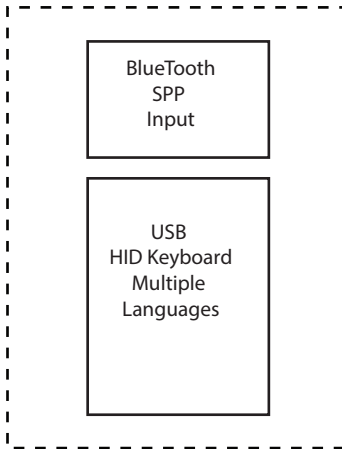 BlueTooth
SPP
Input
USB
HID Keyboard
Multiple
Languages